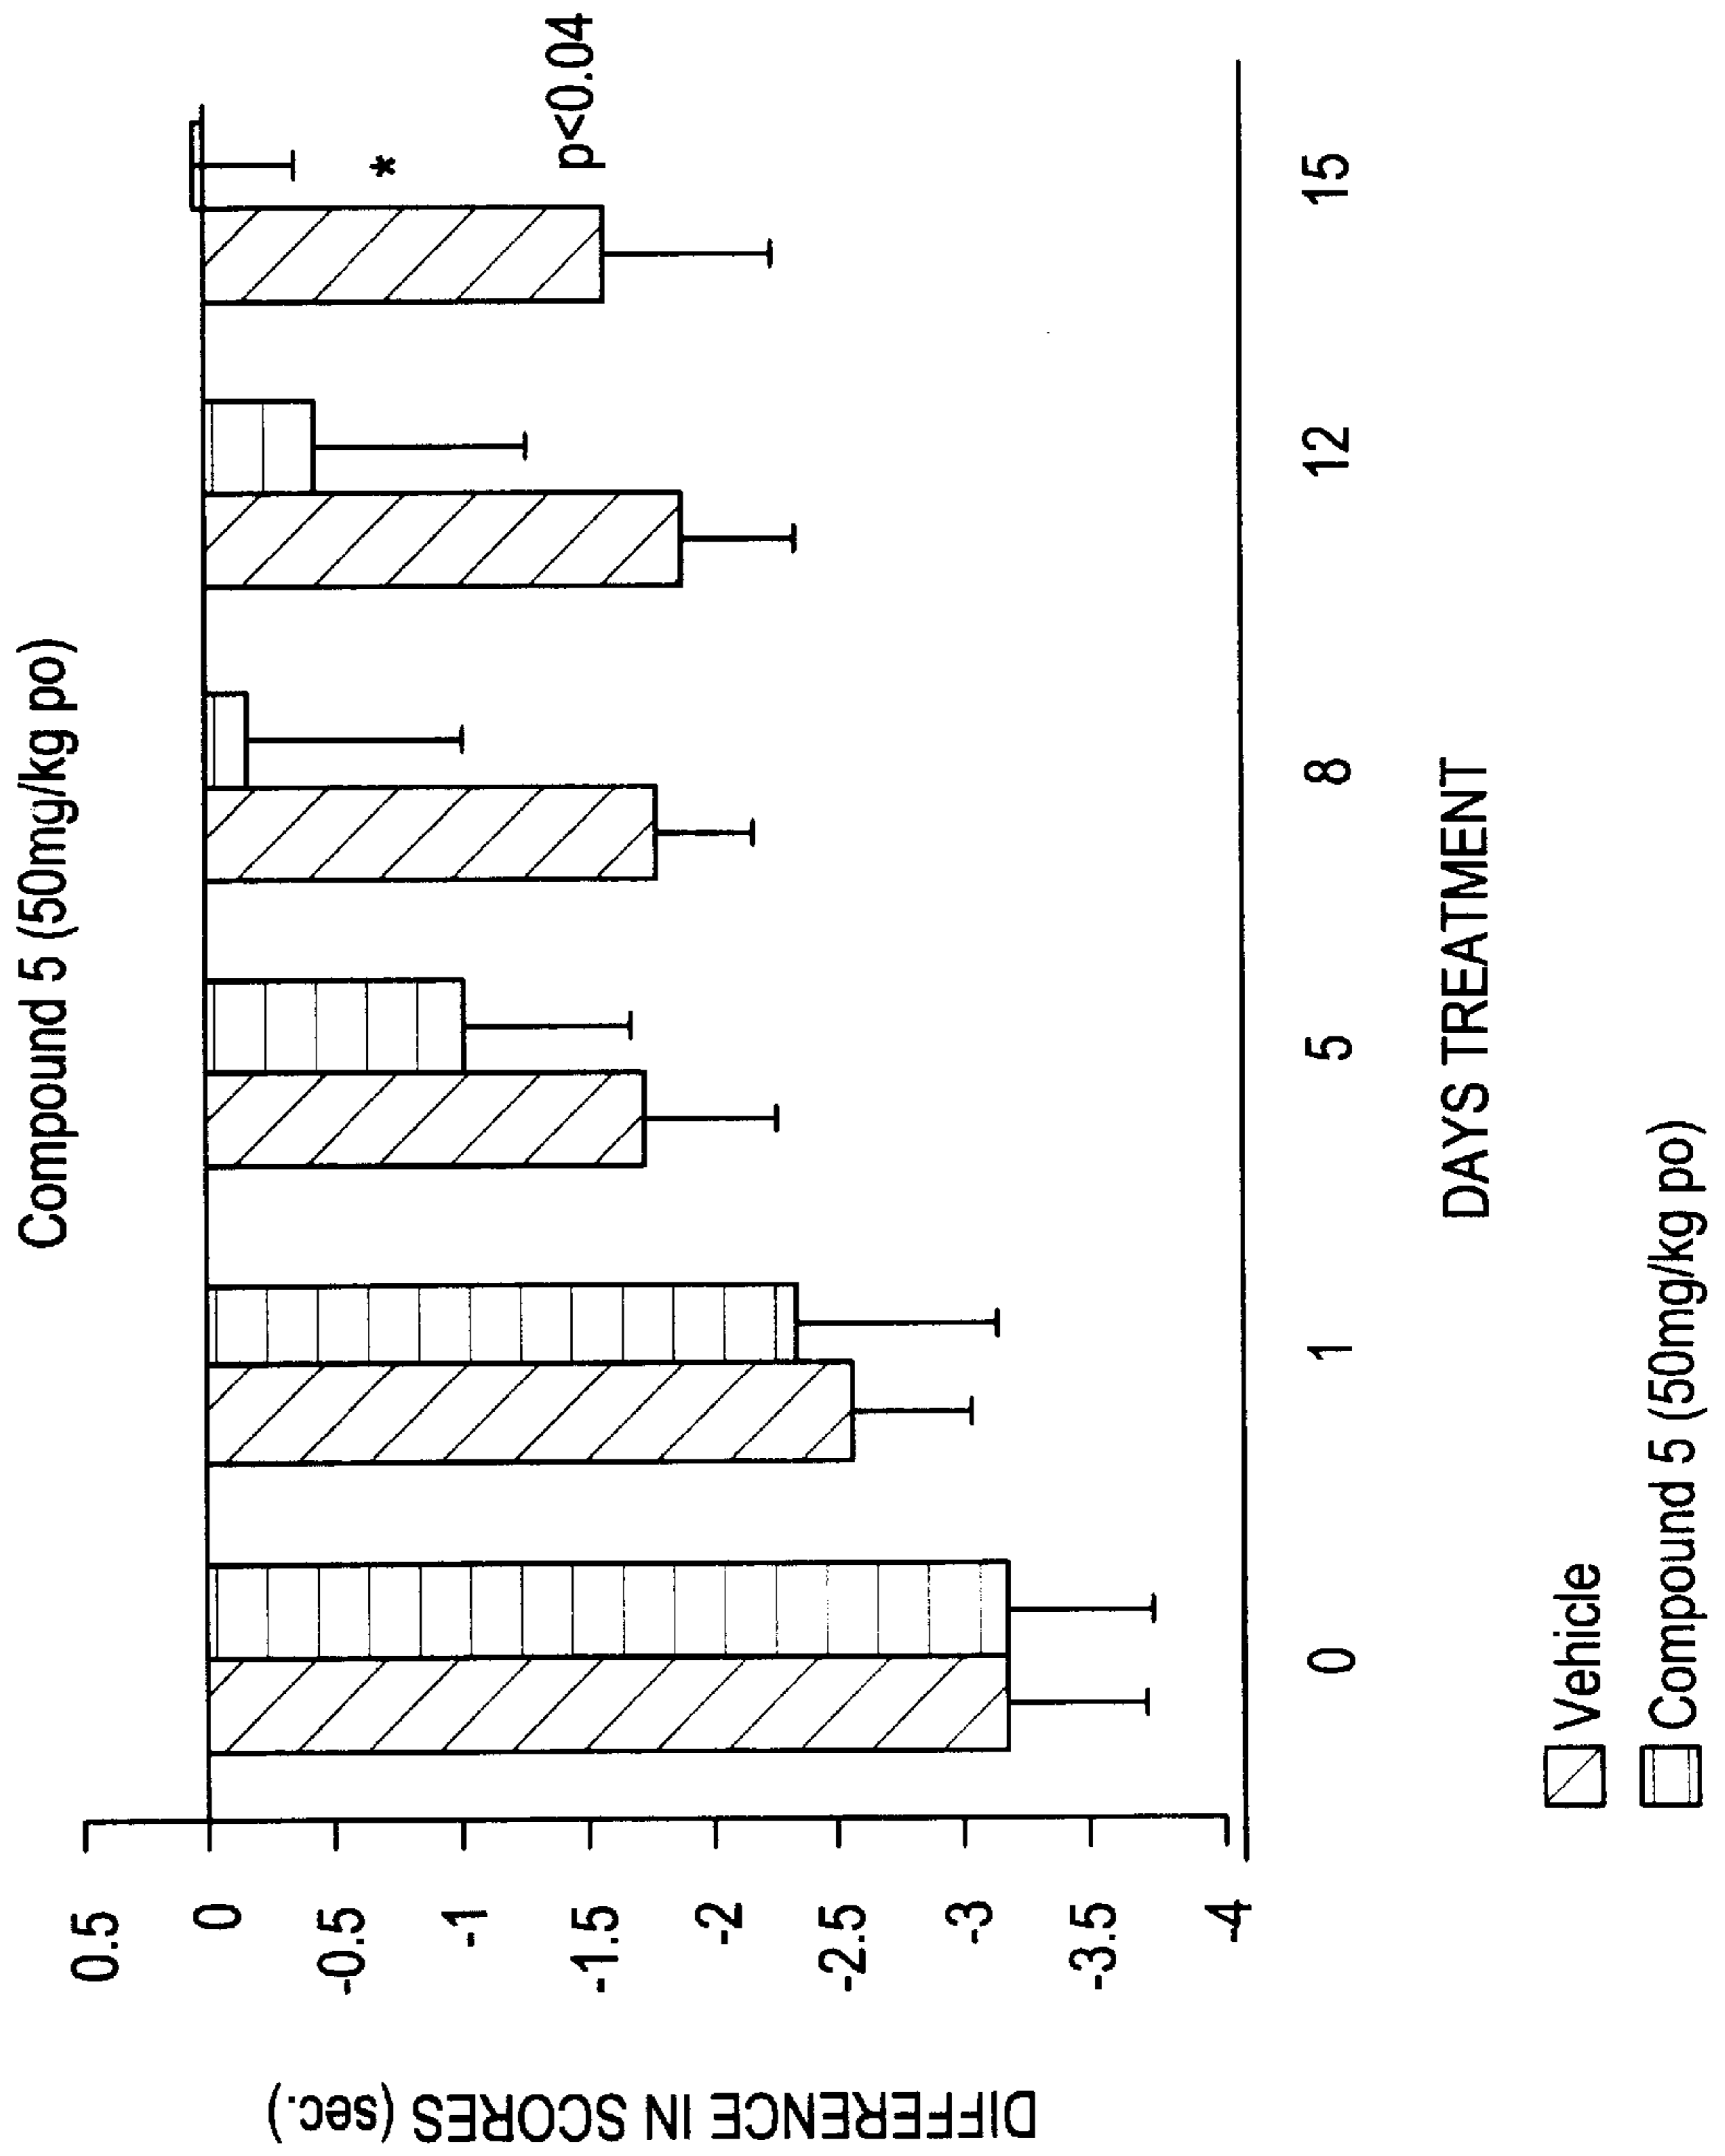 Compound 5 (50mg/kg po)
DIFFERENCE IN SCORES (sec.)
0.5
0
-0.5
-1
-1.5
-2
-2.5
-3
-3.5
-4
*
p<0.04
0 1 5 8 12 15
DAYS TREATMENT
Vehicle
Compound 5 (50mg/kg po)